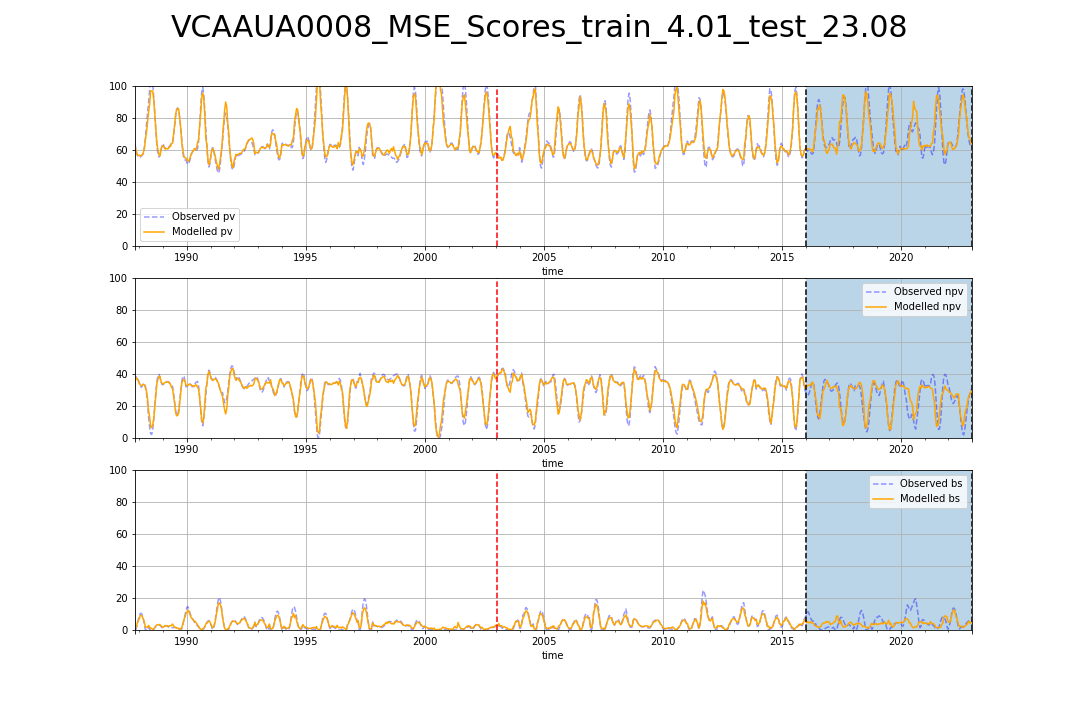 VCAAUA0008_MSE_Scores_train_4.01_test_23.08
100
80
60
40
20
0
Observed pv
Modelled pv
1990 1995 2000 2005 2010 2015 2020
time
100
80
60
40
20
0
Observed npv
Modelled npv
1990 1995 2000 2005 2010 2015 2020
time
100
80
60
40
20
0
Observed bs
Modelled bs
1990 1995 2000 2005 2010 2015 2020
time